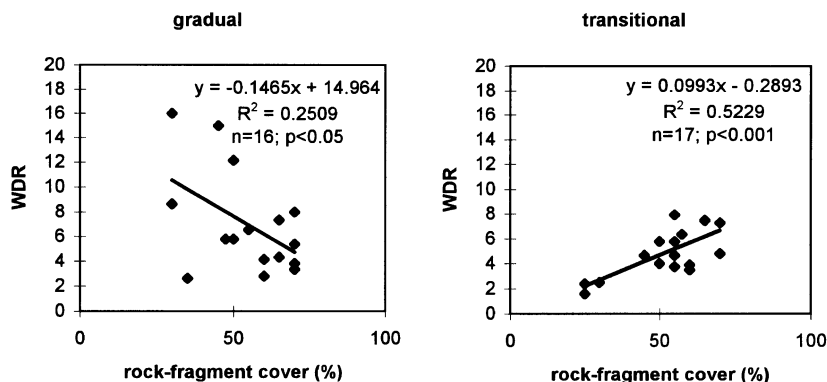 gradual
20
18
16
14
12
10
8
6
4
2
0
WDR
y = -0.1465x + 14.964
R² = 0.2509
n=16; p<0.05
0
50
100
rock-fragment cover (%)
transitional
20
18
16
14
12
10
8
6
4
2
0
WDR
y = 0.0993x - 0.2893
R² = 0.5229
n=17; p<0.001
0
50
100
rock-fragment cover (%)